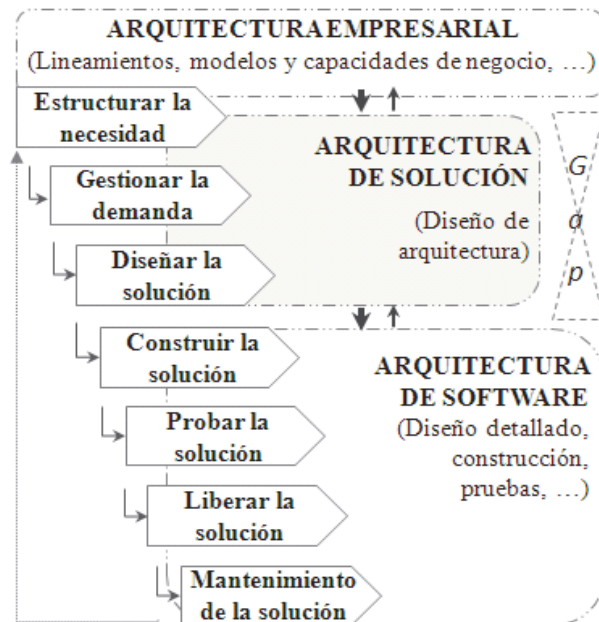 ARQUITECTURA EMPRESARIAL
(Lineamientos, modelos y capacidades de negocio, …)
Estructurar la
necesidad
Gestionar la
demanda
Diseñar la
solución
ARQUITECTURA
DE SOLUCIÓN
(Diseño de
arquitectura)
G
a
p
Construir la
solución
Probar la
solución
Liberar la
solución
Mantenimiento
de la solución
ARQUITECTURA
DE SOFTWARE
(Diseño detallado,
construcción,
pruebas, …)